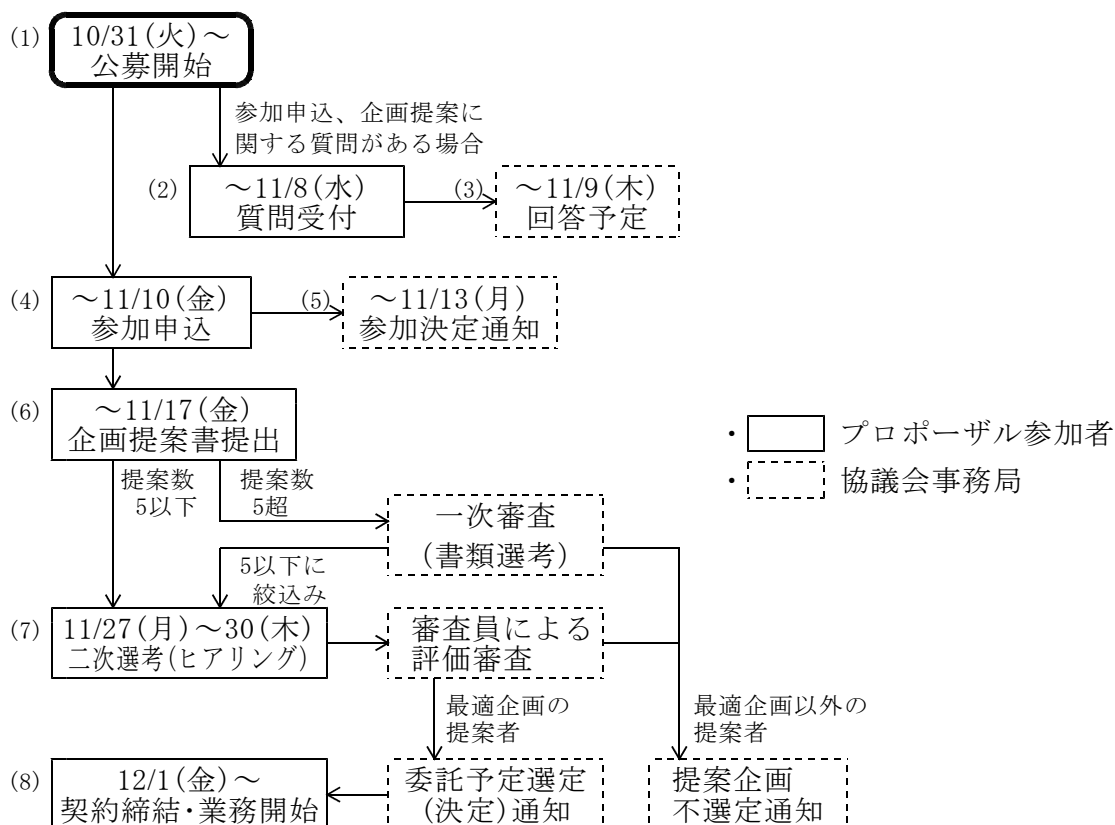 (1)
10/31(火)～
公募開始
参加申込、企画提案に
関する質問がある場合
(2)
～11/8(水)
質問受付
(3)
～11/9(木)
回答予定
(4)
～11/10(金)
参加申込
(5)
～11/13(月)
参加決定通知
(6)
～11/17(金)
企画提案書提出
・ プロポーザル参加者
・ 協議会事務局
提案数
5以下
提案数
5超
一次審査
(書類選考)
5以下に
絞込み
(7)
11/27(月)～30(木)
二次選考(ヒアリング)
審査員による
評価審査
最適企画の
提案者
最適企画以外の
提案者
(8)
12/1(金)～
契約締結・業務開始
委託予定選定
(決定)通知
提案企画
不選定通知